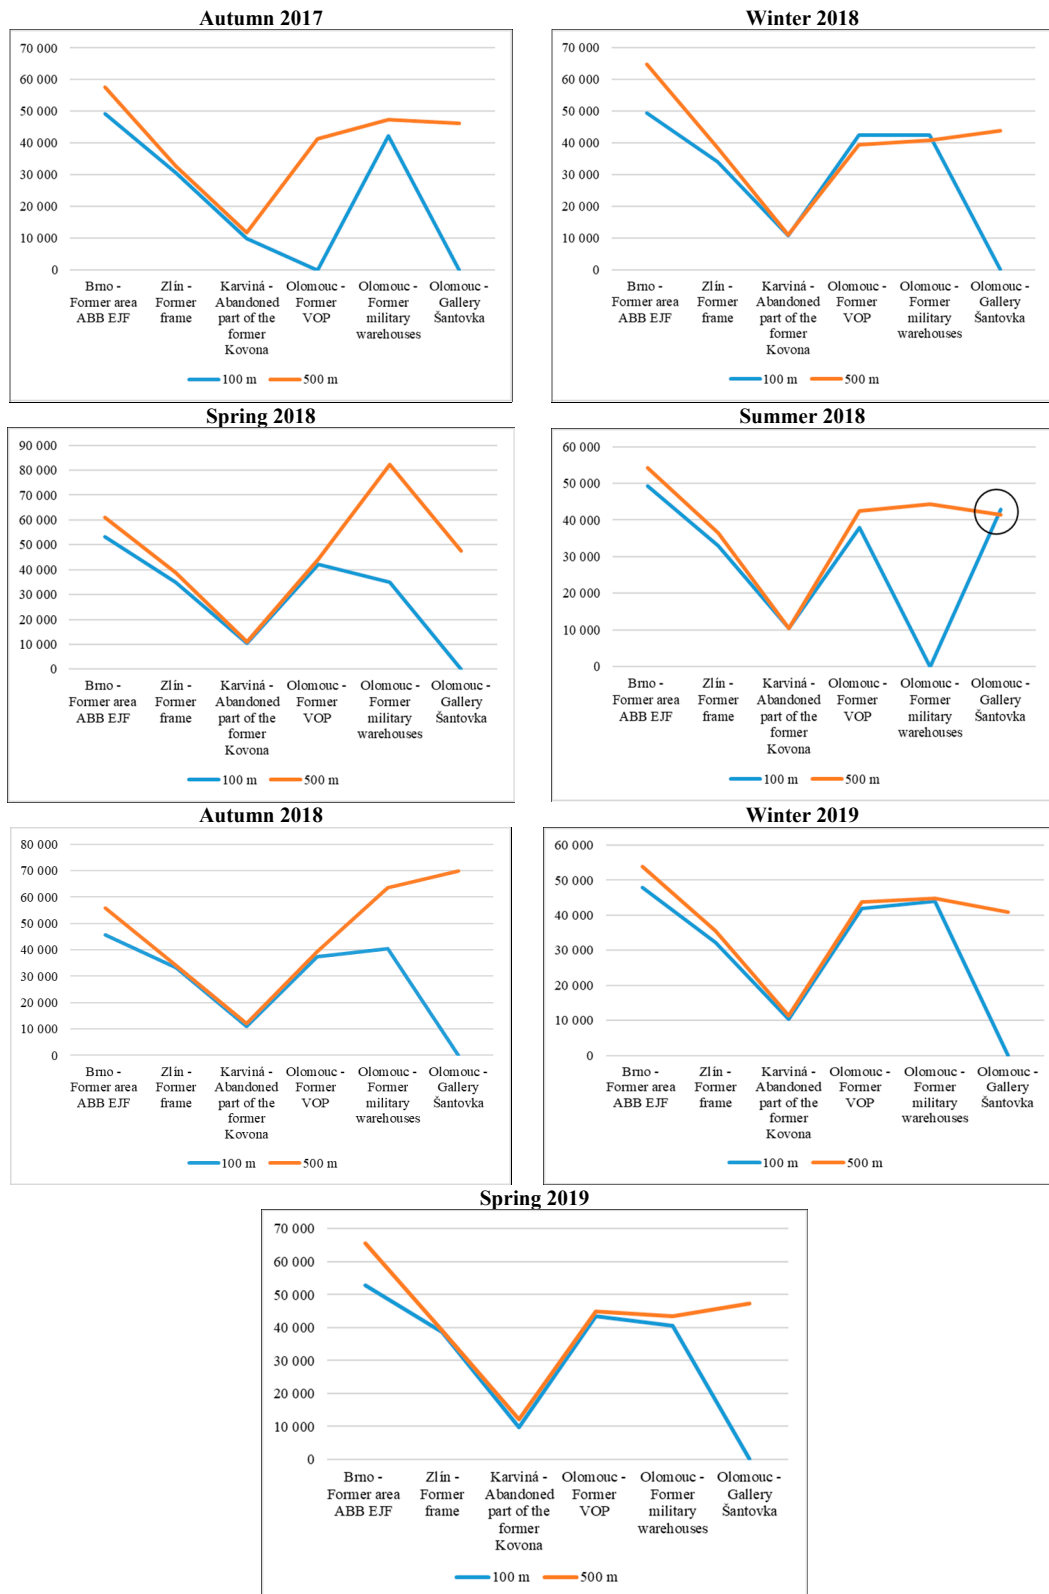 Autumn 2017
70 000
60 000
50 000
40 000
30 000
20 000
10 000
0
Brno -
Former area
ABB EJF
Zlín -
Former
frame
Karviná -
Abandoned
part of the
former
Kovona
Olomouc -
Former
VOP
Olomouc -
Former
military
warehouses
Olomouc -
Gallery
Šantovka
100 m
500 m
Winter 2018
70 000
60 000
50 000
40 000
30 000
20 000
10 000
0
Brno -
Former area
ABB EJF
Zlín -
Former
frame
Karviná -
Abandoned
part of the
former
Kovona
Olomouc -
Former
VOP
Olomouc -
Former
military
warehouses
Olomouc -
Gallery
Šantovka
100 m
500 m
Spring 2018
90 000
80 000
70 000
60 000
50 000
40 000
30 000
20 000
10 000
0
Brno -
Former area
ABB EJF
Zlín -
Former
frame
Karviná -
Abandoned
part of the
former
Kovona
Olomouc -
Former
VOP
Olomouc -
Former
military
warehouses
Olomouc -
Gallery
Šantovka
100 m
500 m
Summer 2018
60 000
50 000
40 000
30 000
20 000
10 000
0
Brno -
Former area
ABB EJF
Zlín -
Former
frame
Karviná -
Abandoned
part of the
former
Kovona
Olomouc -
Former
VOP
Olomouc -
Former
military
warehouses
Olomouc -
Gallery
Šantovka
100 m
500 m
Autumn 2018
80 000
70 000
60 000
50 000
40 000
30 000
20 000
10 000
0
Brno -
Former area
ABB EJF
Zlín -
Former
frame
Karviná -
Abandoned
part of the
former
Kovona
Olomouc -
Former
VOP
Olomouc -
Former
military
warehouses
Olomouc -
Gallery
Šantovka
100 m
500 m
Winter 2019
60 000
50 000
40 000
30 000
20 000
10 000
0
Brno -
Former area
ABB EJF
Zlín -
Former
frame
Karviná -
Abandoned
part of the
former
Kovona
Olomouc -
Former
VOP
Olomouc -
Former
military
warehouses
Olomouc -
Gallery
Šantovka
100 m
500 m
Spring 2019
70 000
60 000
50 000
40 000
30 000
20 000
10 000
0
Brno -
Former area
ABB EJF
Zlín -
Former
frame
Karviná -
Abandoned
part of the
former
Kovona
Olomouc -
Former
VOP
Olomouc -
Former
military
warehouses
Olomouc -
Gallery
Šantovka
100 m
500 m